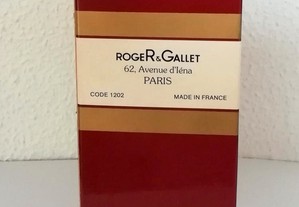 ROGER&GALLET
62, Avenue d'Iéna
PARIS
CODE 1202 MADE IN FRANCE